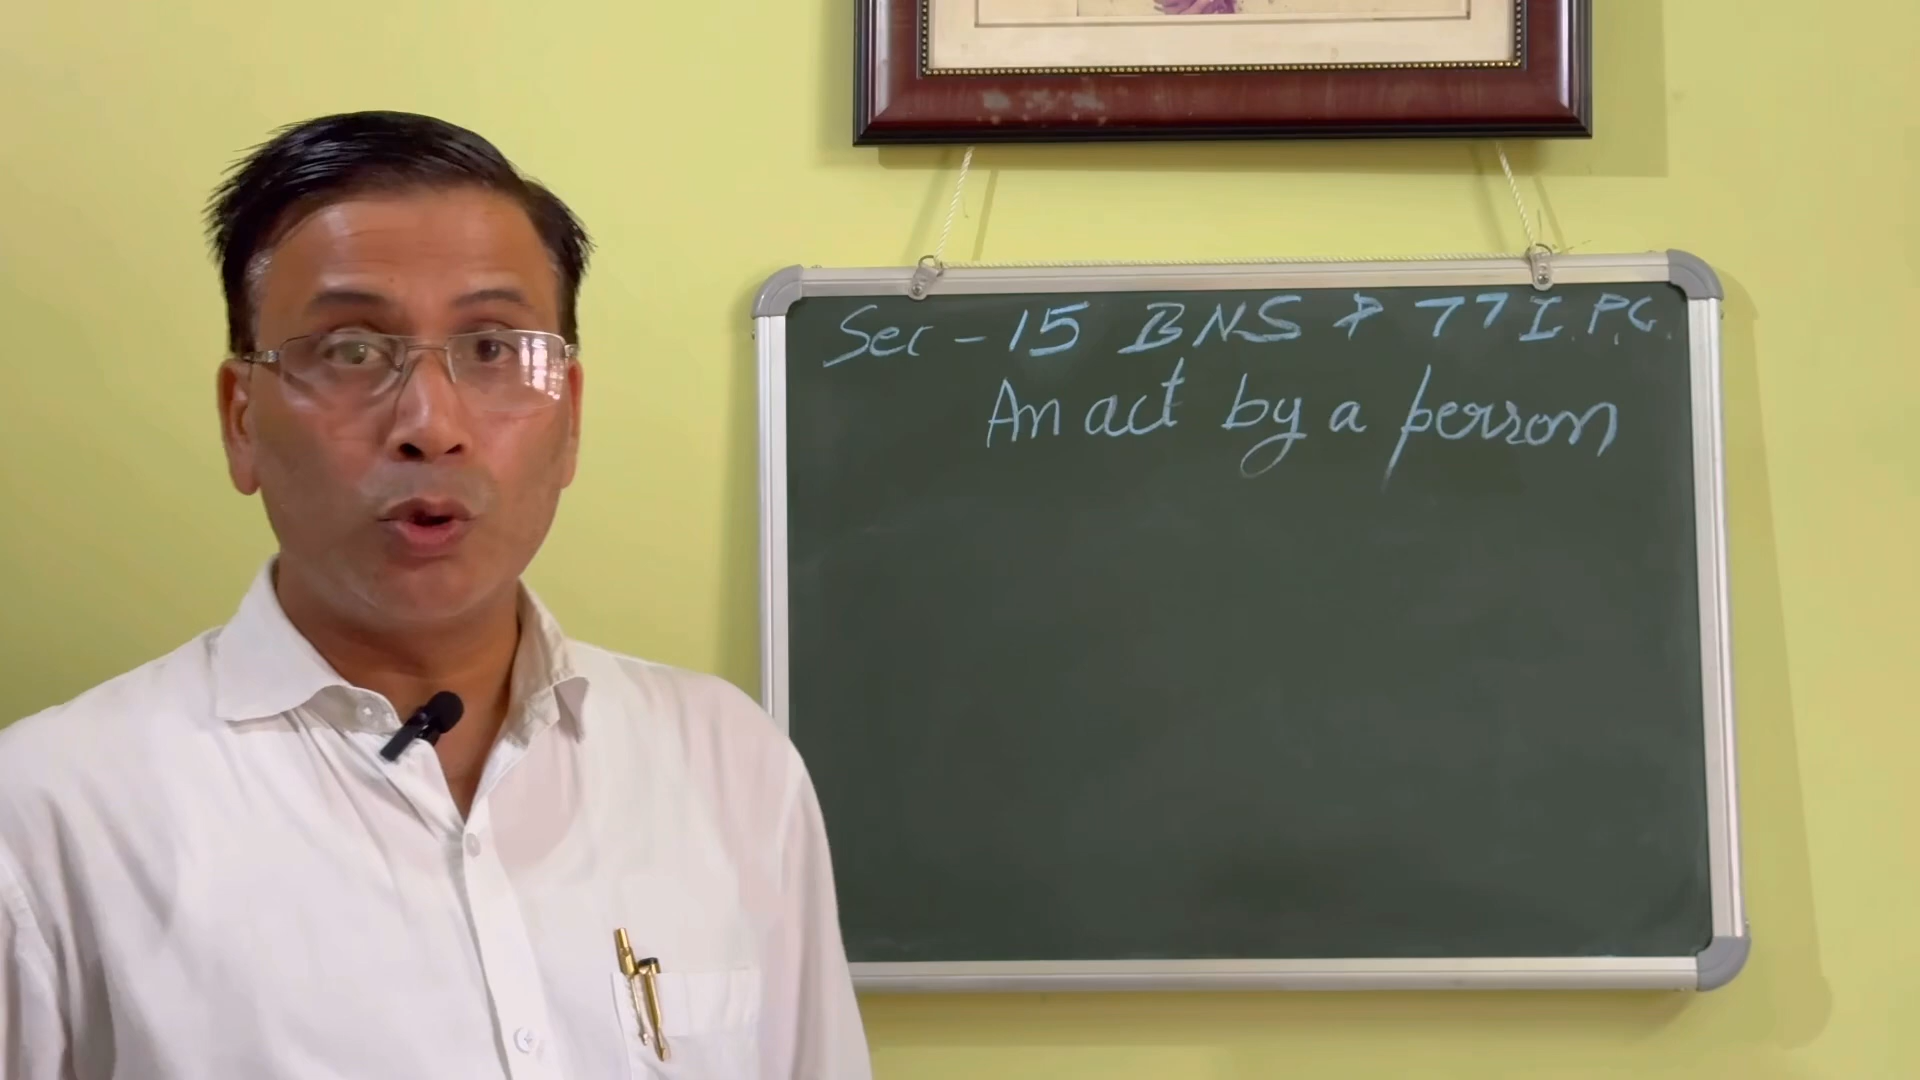 Sec - 15 BNS → 77 I.P.C.
An act by a person